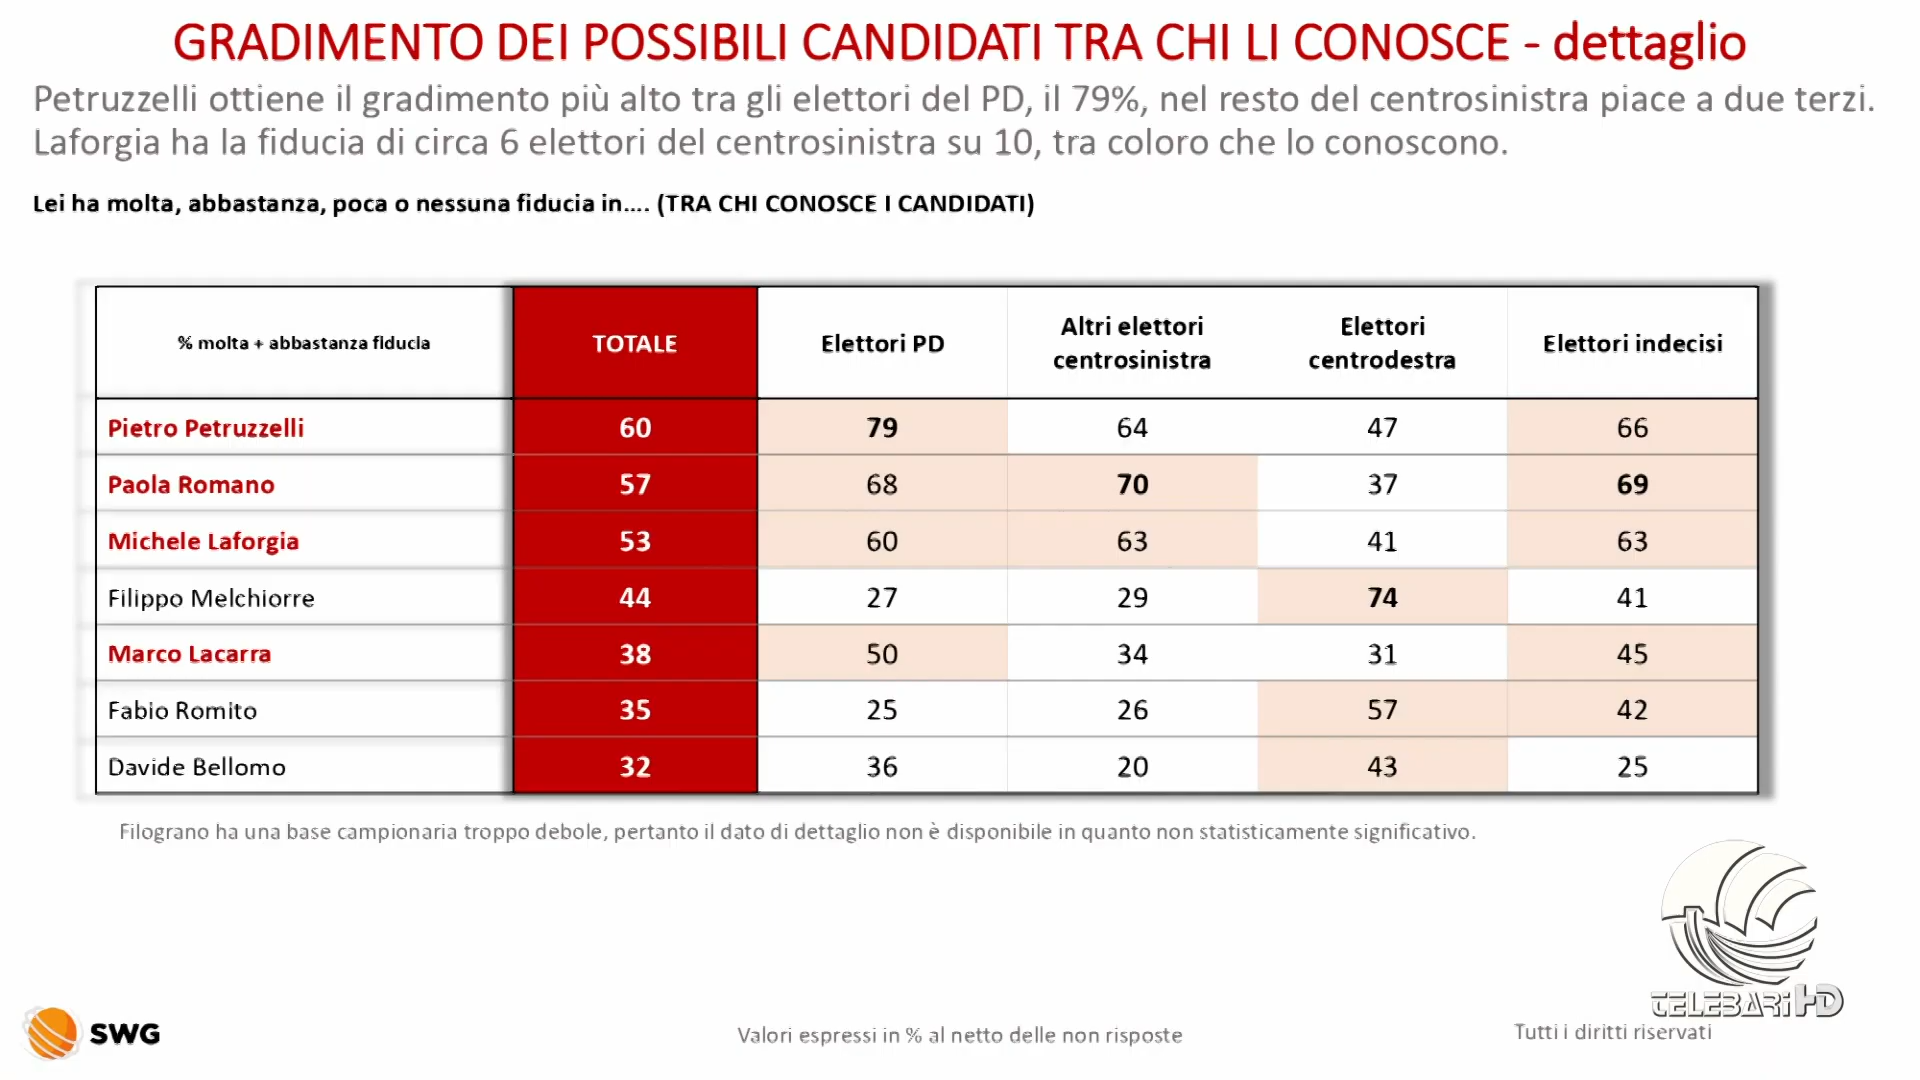 GRADIMENTO DEI POSSIBILI CANDIDATI TRA CHI LI CONOSCE - dettaglio
Petruzzelli ottiene il gradimento più alto tra gli elettori del PD, il 79%, nel resto del centrosinistra piace a due terzi.
Laforgia ha la fiducia di circa 6 elettori del centrosinistra su 10, tra coloro che lo conoscono.
Lei ha molta, abbastanza, poca o nessuna fiducia in.... (TRA CHI CONOSCE I CANDIDATI)
% molta + abbastanza fiducia TOTALE Elettori PD Altri elettori centrosinistra Elettori centrodestra Elettori indecisi
Pietro Petruzzelli 60 79 64 47 66
Paola Romano 57 68 70 37 69
Michele Laforgia 53 60 63 41 63
Filippo Melchiorre 44 27 29 74 41
Marco Lacarra 38 50 34 31 45
Fabio Romito 35 25 26 57 42
Davide Bellomo 32 36 20 43 25
Filograno ha una base campionaria troppo debole, pertanto il dato di dettaglio non è disponibile in quanto non statisticamente significativo.
TELEBARI HD
SWG
Valori espressi in % al netto delle non risposte
Tutti i diritti riservati